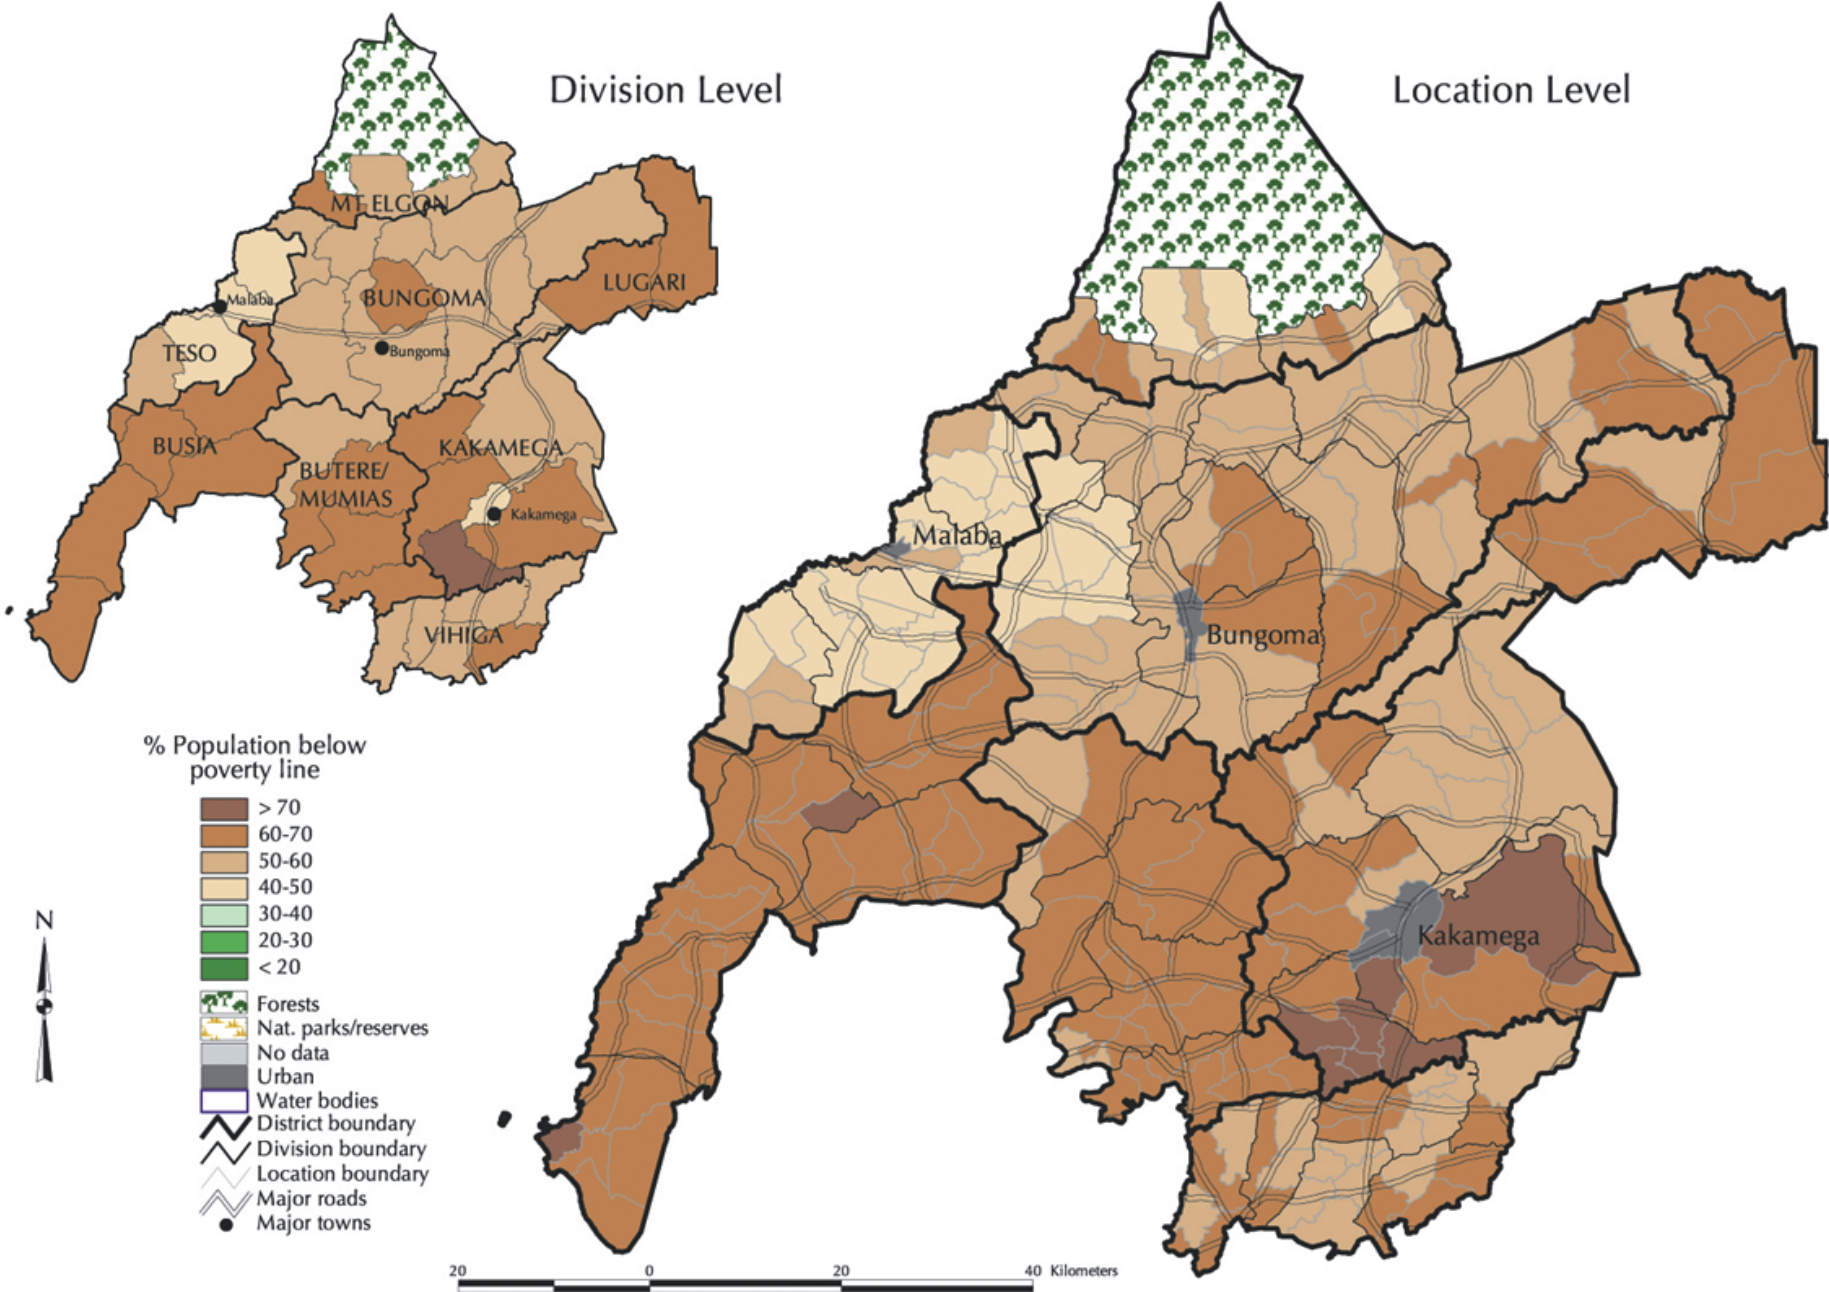 Division Level
Location Level
MT ELGON
LUGARI
BUNGOMA
Malaba
Bungoma
TESO
BUSIA
KAKAMEGA
BUTERE/
MUMIAS
Kakamega
VIHIGA
Malaba
Bungoma
Kakamega
% Population below
poverty line
> 70
60-70
50-60
40-50
30-40
20-30
< 20
Forests
Nat. parks/reserves
No data
Urban
Water bodies
District boundary
Division boundary
Location boundary
Major roads
Major towns
N
20 0 20 40 Kilometers